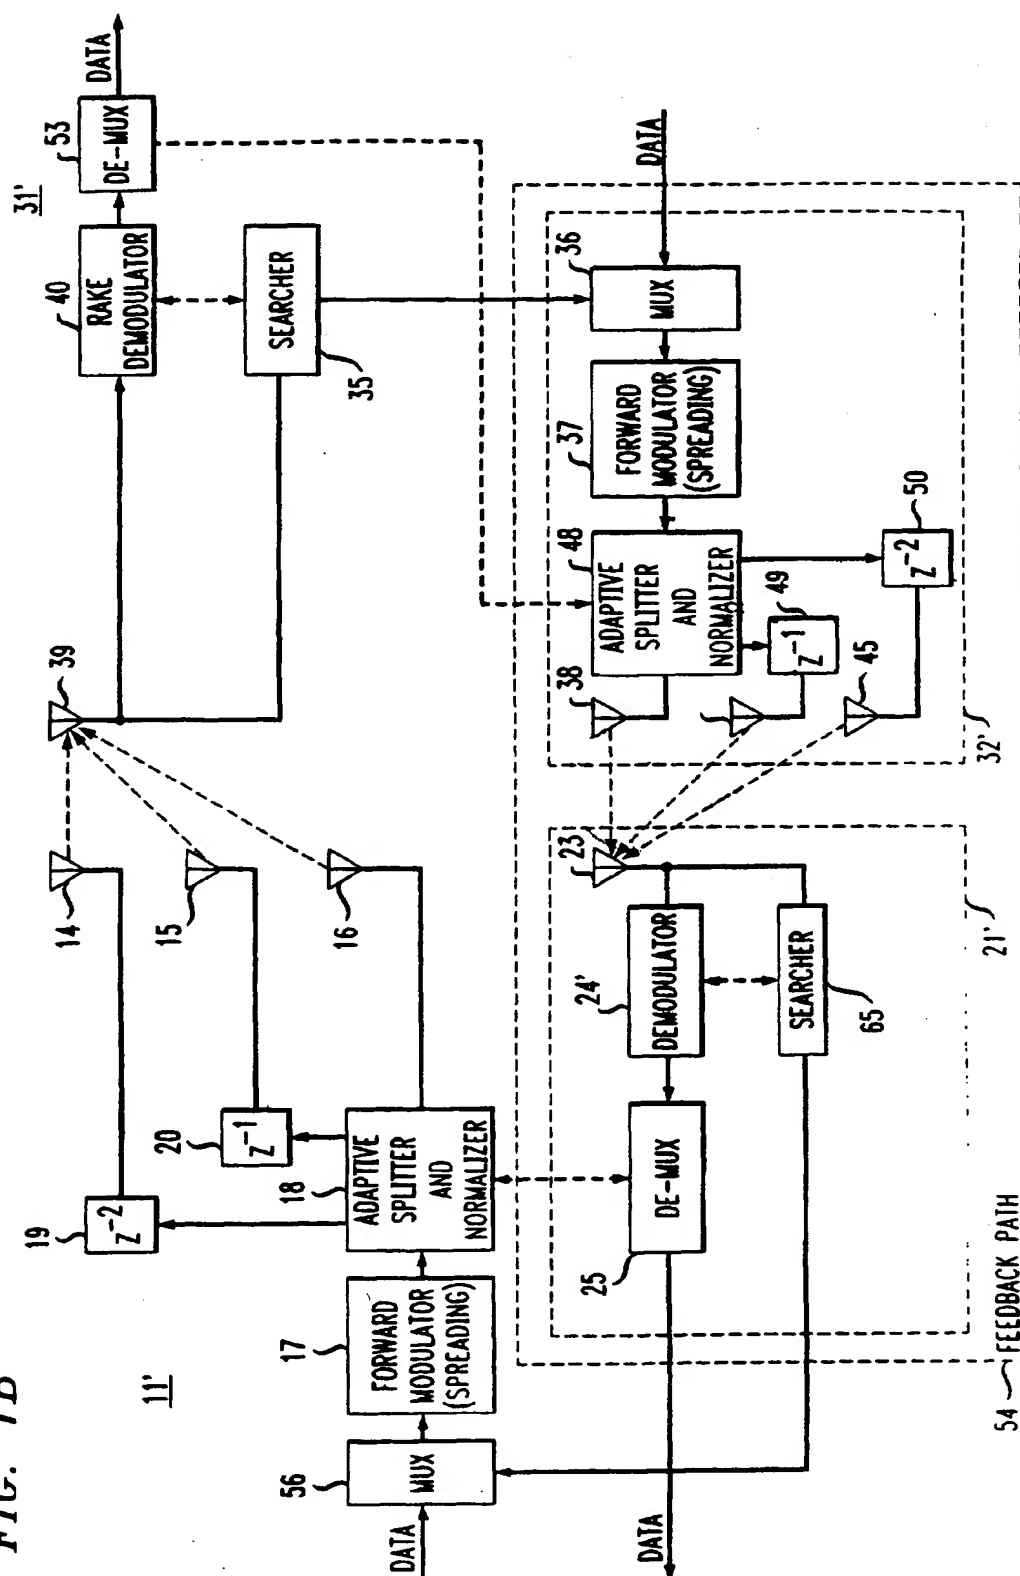 FIG. 1B
11'
DATA
56
MUX
17
FORWARD
MODULATOR
(SPREADING)
18
ADAPTIVE
SPLITTER
AND
NORMALIZER
19
Z-2
20
Z-1
14
15
16
39
31'
40
RAKE
DEMODULATOR
53
DE-MUX
DATA
SEARCHER
35
DATA
25
DE-MUX
24'
DEMODULATOR
23
SEARCHER
65
21'
38
48
ADAPTIVE
SPLITTER
AND
NORMALIZER
37
FORWARD
MODULATOR
(SPREADING)
36
MUX
DATA
49
Z-1
45
50
Z-2
32'
54
FEEDBACK PATH